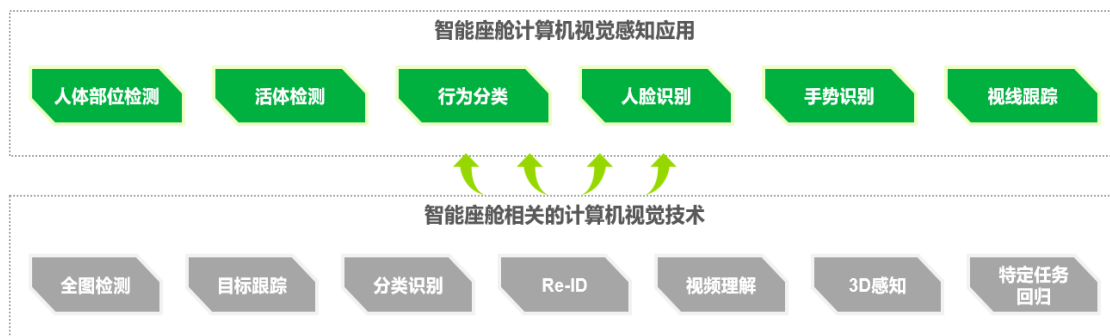 智能座舱计算机视觉感知应用
人体部位检测
活体检测
行为分类
人脸识别
手势识别
视线跟踪
智能座舱相关的计算机视觉技术
全图检测
目标跟踪
分类识别
Re-ID
视频理解
3D感知
特定任务
回归